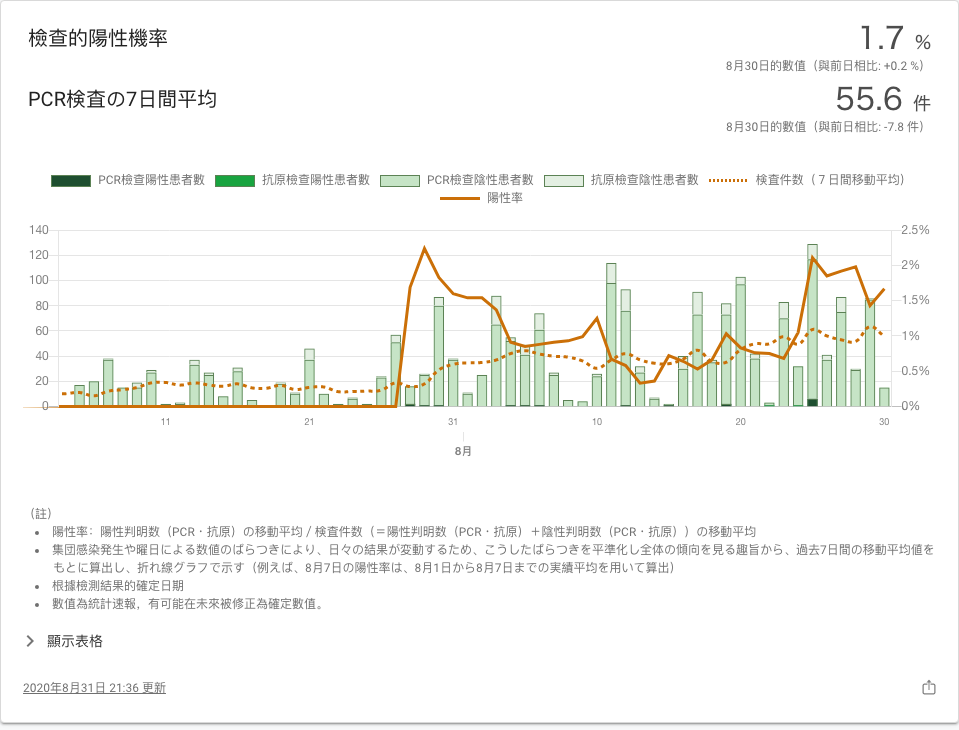 檢查的陽性機率
1.7 %
8月30日的數值（與前日相比: +0.2 %）
PCR検査の7日間平均
55.6 件
8月30日的數值（與前日相比: -7.8 件）
PCR檢查陽性患者數 抗原檢查陽性患者數 PCR檢查陰性患者數 抗原檢查陰性患者數 検査件数（７日間移動平均）
陽性率
140 2.5%
120 2%
100
80 1.5%
60 1%
40
20 0.5%
0 0%
11 21 31 10 20 30
8月
（註）
陽性率：陽性判明数（PCR・抗原）の移動平均 / 検査件数（＝陽性判明数（PCR・抗原）＋陰性判明数（PCR・抗原））の移動平均
集団感染発生や曜日による数値のばらつきにより、日々の結果が変動するため、こうしたばらつきを平準化し全体の傾向を見る趣旨から、過去7日間の移動平均値を
もとに算出し、折れ線グラフで示す（例えば、8月7日の陽性率は、8月1日から8月7日までの実績平均を用いて算出）
根據檢測結果的確定日期
數值為統計速報，有可能在未來被修正為確定數值。
顯示表格
2020年8月31日 21:36 更新